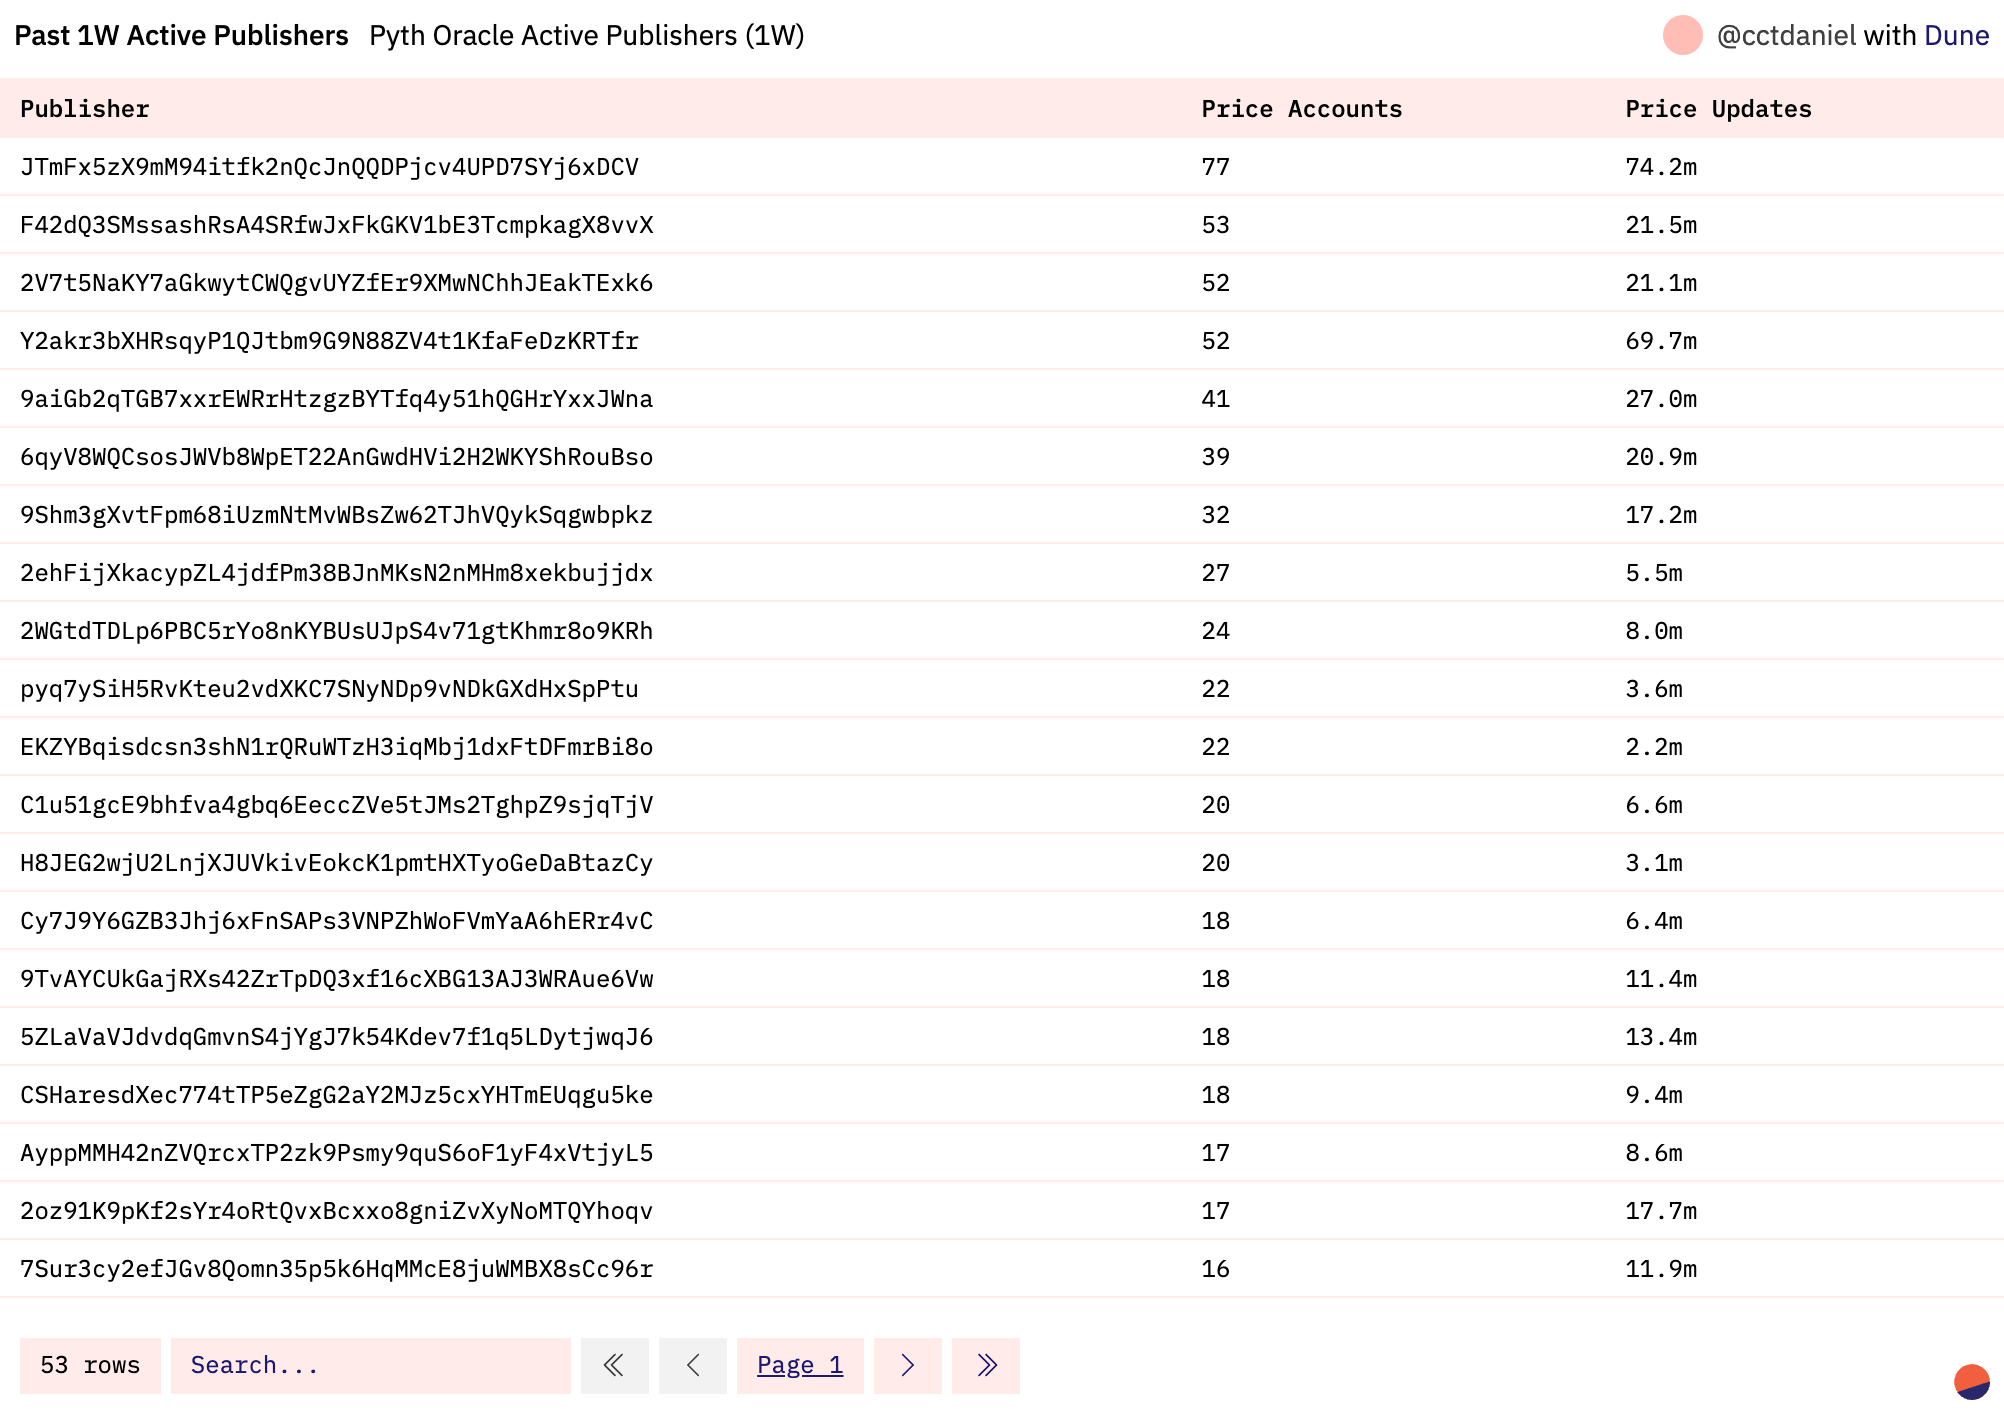 Past 1W Active Publishers Pyth Oracle Active Publishers (1W) @cctdaniel with Dune
Publisher Price Accounts Price Updates
JTmFx5zX9mM94itfk2nQcJnQQDPjcv4UPD7SYj6xDCV 77 74.2m
F42dQ3SMssashRsA4SRfwJxFkGKV1bE3TcmpkagX8vvX 53 21.5m
2V7t5NaKY7aGkwytCWQgvUYZfEr9XMwNChhJEakTExk6 52 21.1m
Y2akr3bXHRsqyP1QJtbm9G9N88ZV4t1KfaFeDzKRTfr 52 69.7m
9aiGb2qTGB7xxrEWRrHtzgzBYTfq4y51hQGHrYxxJWna 41 27.0m
6qyV8WQCsosJWVb8WpET22AnGwdHVi2H2WKYShRouBso 39 20.9m
9Shm3gXvtFpm68iUzmNtMvWBsZw62TJhVQykSqgwbpkz 32 17.2m
2ehFijXkacypZL4jdfPm38BJnMKsN2nMHm8xekbujjdx 27 5.5m
2WGtdTDLp6PBC5rYo8nKYBUsUJpS4v71gtKhmr8o9KRh 24 8.0m
pyq7ySiH5RvKteu2vdXKC7SNyNDp9vNDkGXdHxSpPtu 22 3.6m
EKZYBqisdcsn3shN1rQRuWTzH3iqMbj1dxFtDFmrBi8o 22 2.2m
C1u51gcE9bhfva4gbq6EeccZVe5tJMs2TghpZ9sjqTjV 20 6.6m
H8JEG2wjU2LnjXJUVkivEokcK1pmtHXTyoGeDaBtazCy 20 3.1m
Cy7J9Y6GZB3Jhj6xFnSAPs3VNPZhWoFVmYaA6hERr4vC 18 6.4m
9TvAYCUkGajRXs42ZrTpDQ3xf16cXBG13AJ3WRAue6Vw 18 11.4m
5ZLaVaVJdvdqGmvnS4jYgJ7k54Kdev7f1q5LDytjwqJ6 18 13.4m
CSHaresdXec774tTP5eZgG2aY2MJz5cxYHTmEUqgu5ke 18 9.4m
AyppMMH42nZVQrcxTP2zk9Psmy9quS6oF1yF4xVtjyL5 17 8.6m
2oz91K9pKf2sYr4oRtQvxBcxxo8gniZvXyNoMTQYhoqv 17 17.7m
7Sur3cy2efJGv8Qomn35p5k6HqMMcE8juWMBX8sCc96r 16 11.9m
53 rows Search... Page 1